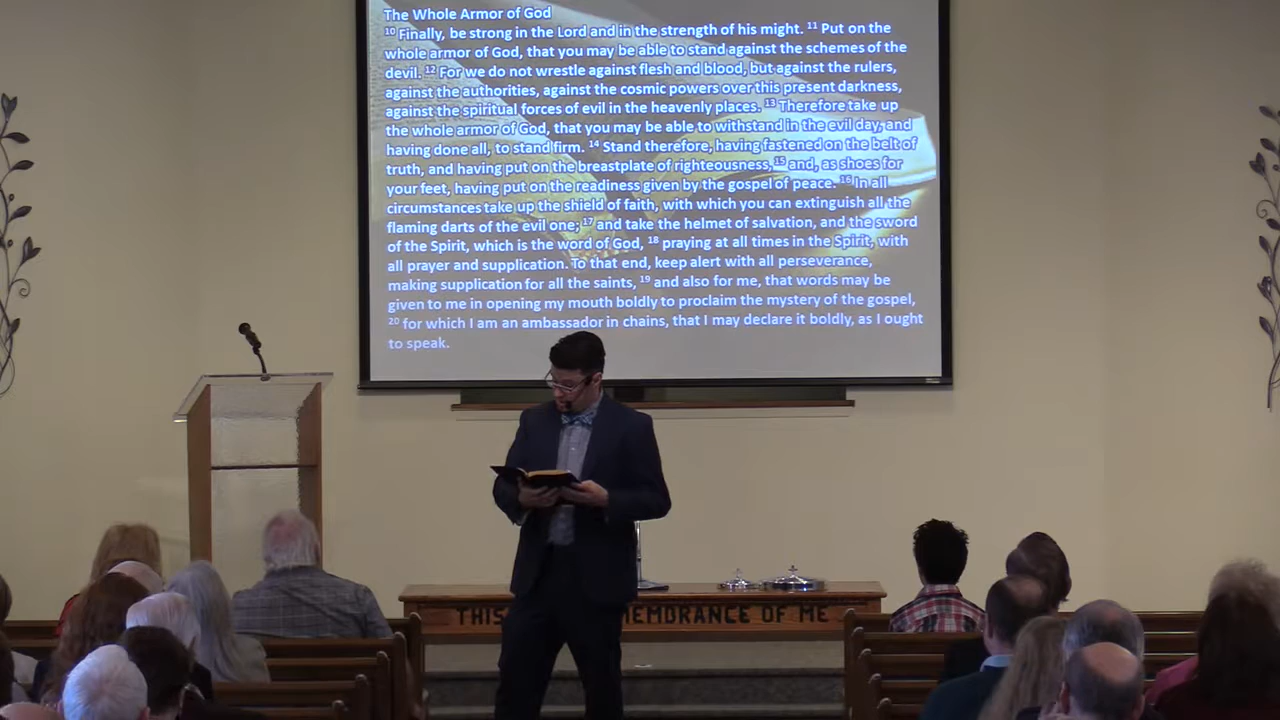 The Whole Armor of God
10 Finally, be strong in the Lord and in the strength of his might. 11 Put on the
whole armor of God, that you may be able to stand against the schemes of the
devil. 12 For we do not wrestle against flesh and blood, but against the rulers,
against the authorities, against the cosmic powers over this present darkness,
against the spiritual forces of evil in the heavenly places. 13 Therefore take up
the whole armor of God, that you may be able to withstand in the evil day, and
having done all, to stand firm. 14 Stand therefore, having fastened on the belt of
truth, and having put on the breastplate of righteousness, 15 and, as shoes for
your feet, having put on the readiness given by the gospel of peace. 16 In all
circumstances take up the shield of faith, with which you can extinguish all the
flaming darts of the evil one; 17 and take the helmet of salvation, and the sword
of the Spirit, which is the word of God, 18 praying at all times in the Spirit, with
all prayer and supplication. To that end, keep alert with all perseverance,
making supplication for all the saints, 19 and also for me, that words may be
given to me in opening my mouth boldly to proclaim the mystery of the gospel,
20 for which I am an ambassador in chains, that I may declare it boldly, as I ought
to speak.
THIS MEMBRANCE OF ME